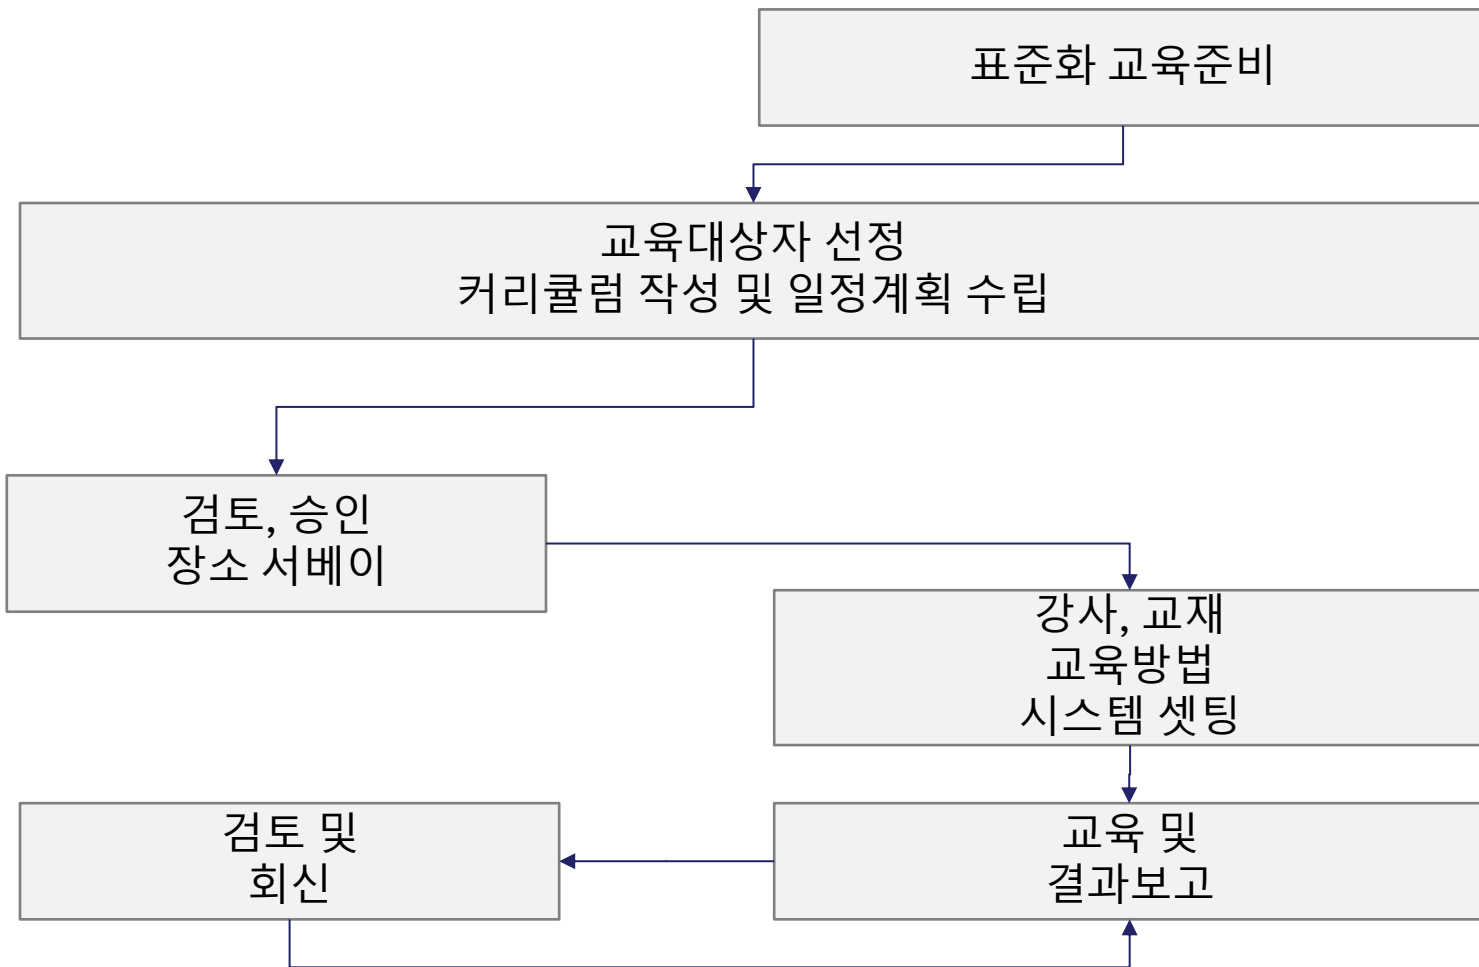 표준화 교육준비
교육대상자 선정
커리큘럼 작성 및 일정계획 수립
검토, 승인
장소 서베이
강사, 교재
교육방법
시스템 셋팅
검토 및
회신
교육 및
결과보고